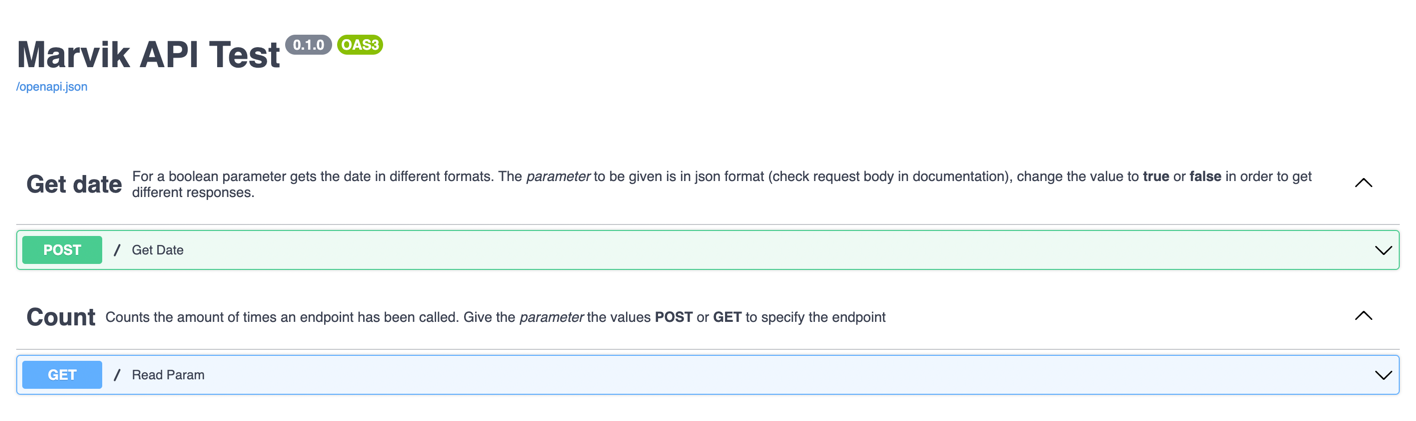 Marvik API Test 0.1.0 OAS3
/openapi.json
Get date For a boolean parameter gets the date in different formats. The parameter to be given is in json format (check request body in documentation), change the value to true or false in order to get
different responses.
POST / Get Date
Count Counts the amount of times an endpoint has been called. Give the parameter the values POST or GET to specify the endpoint
GET / Read Param